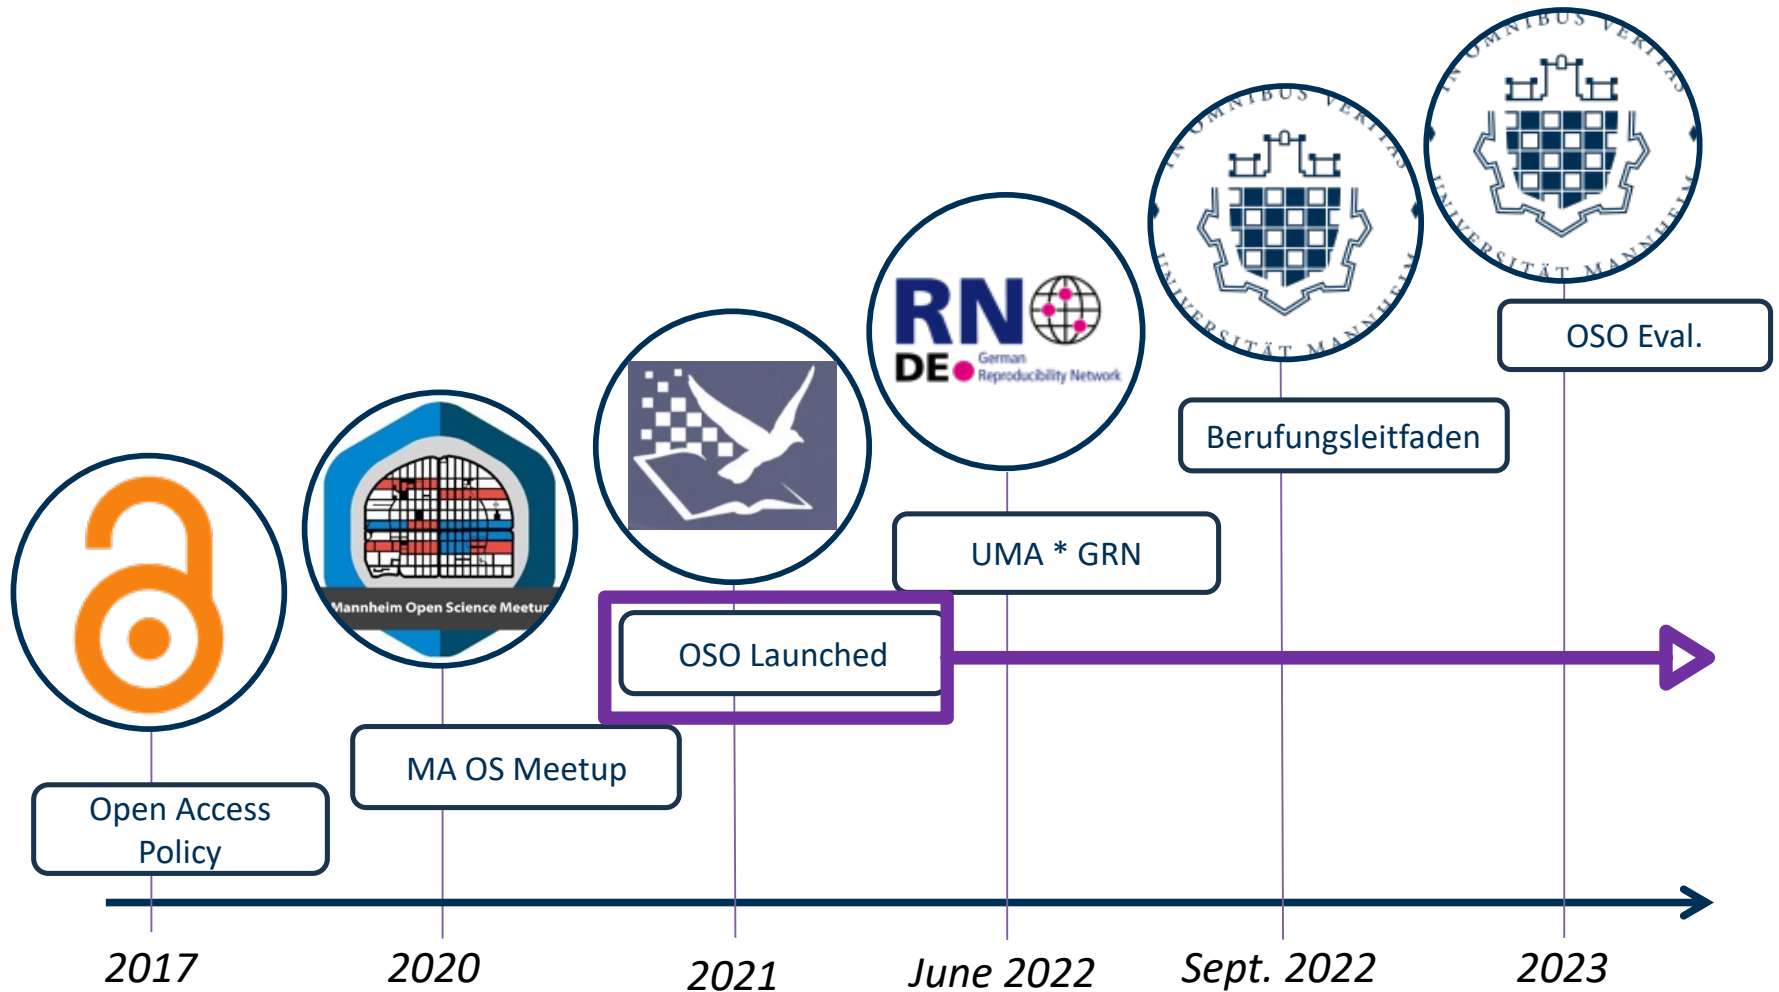 IN OMNIBUS VERITAS
UNIVERSITÄT MANNHEIM
OSO Eval.
IN OMNIBUS VERITAS
UNIVERSITÄT MANNHEIM
Berufungsleitfaden
RN
DE
German
Reproducibility Network
UMA * GRN
OSO Launched
Mannheim Open Science Meetup
MA OS Meetup
Open Access
Policy
2017
2020
2021
June 2022
Sept. 2022
2023